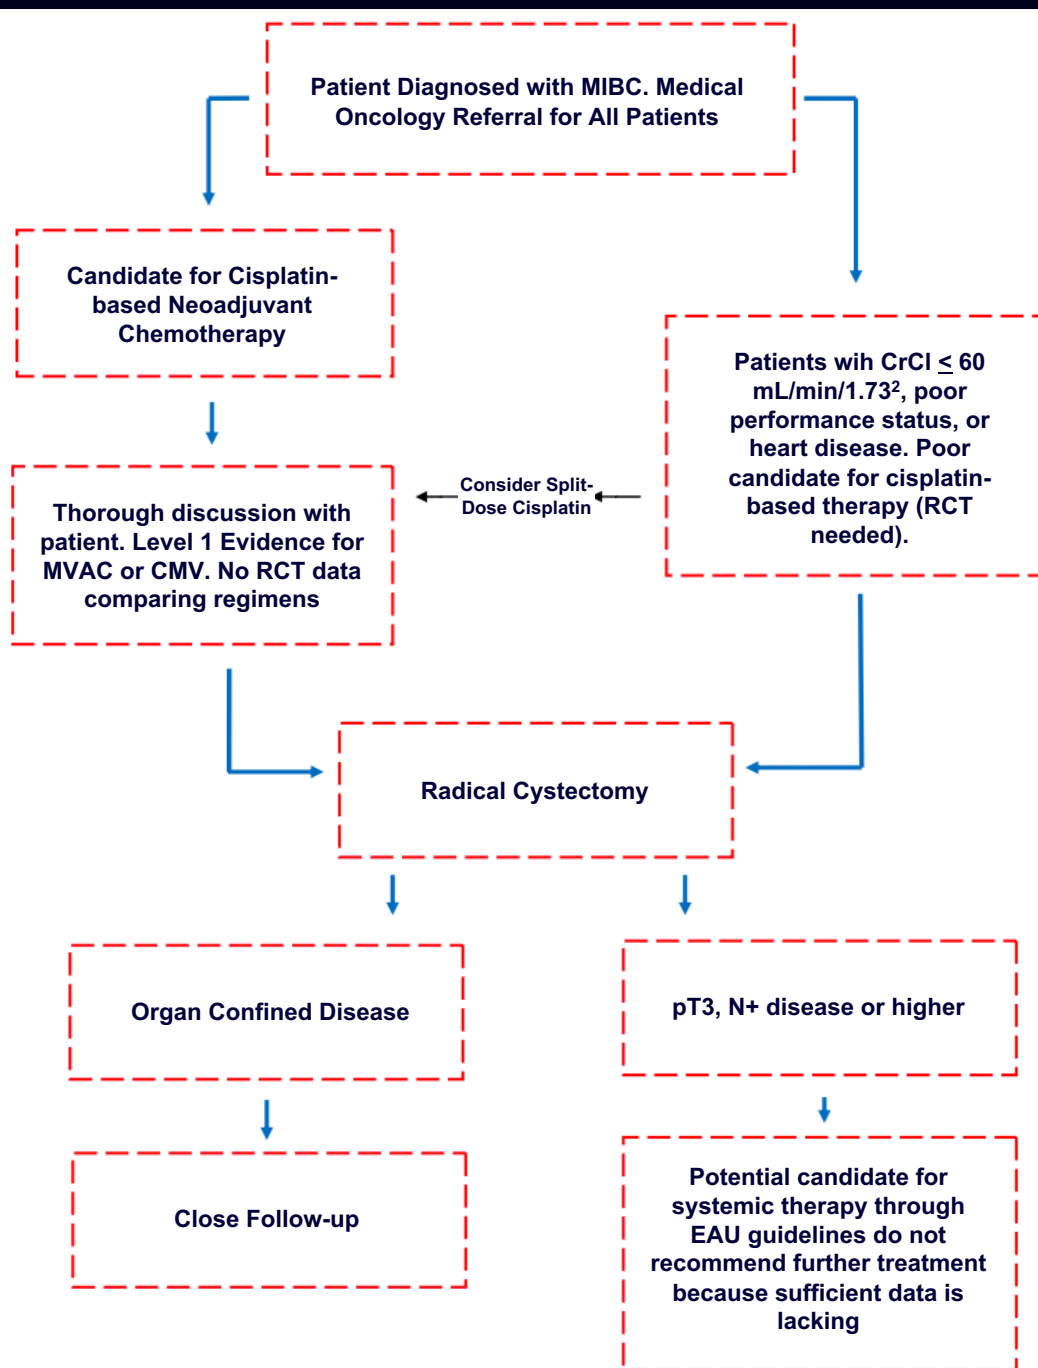 Patient Diagnosed with MIBC. Medical
Oncology Referral for All Patients
Candidate for Cisplatin-
based Neoadjuvant
Chemotherapy
Patients wih CrCl ≤ 60
mL/min/1.73², poor
performance status, or
heart disease. Poor
candidate for cisplatin-
based therapy (RCT
needed).
Consider Split-
Dose Cisplatin
Thorough discussion with
patient. Level 1 Evidence for
MVAC or CMV. No RCT data
comparing regimens
Radical Cystectomy
Organ Confined Disease
pT3, N+ disease or higher
Close Follow-up
Potential candidate for
systemic therapy through
EAU guidelines do not
recommend further treatment
because sufficient data is
lacking